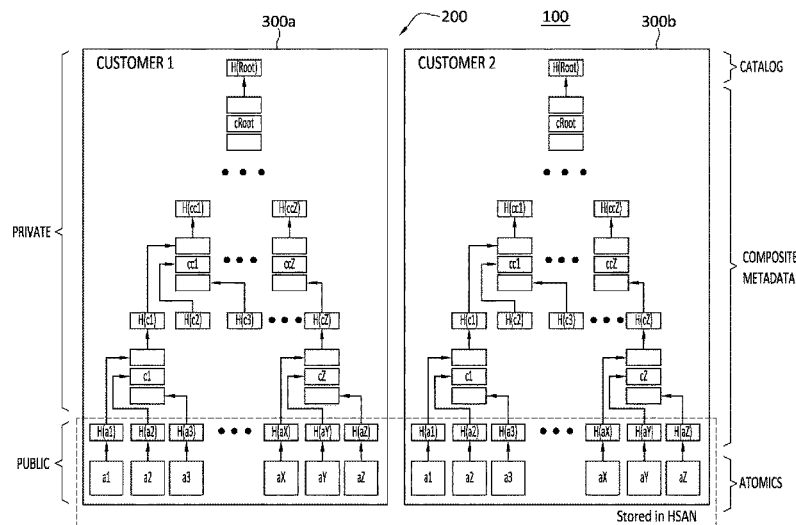 300a
200
100
300b
CUSTOMER 1
CUSTOMER 2
H(Root)
H(Root)
CATALOG
cRoot
cRoot
H(cc1)
H(ccZ)
H(cc1)
H(ccZ)
PRIVATE
cc1
ccZ
cc1
ccZ
COMPOSITE
METADATA
H(c1)
H(c2)
H(c3)
H(cZ)
H(c1)
H(c2)
H(c3)
H(cZ)
c1
cZ
c1
cZ
PUBLIC
H(a1)
H(a2)
H(a3)
H(aX)
H(aY)
H(aZ)
H(a1)
H(a2)
H(a3)
H(aX)
H(aY)
H(aZ)
a1
a2
a3
aX
aY
aZ
a1
a2
a3
aX
aY
aZ
ATOMICS
Stored in HSAN